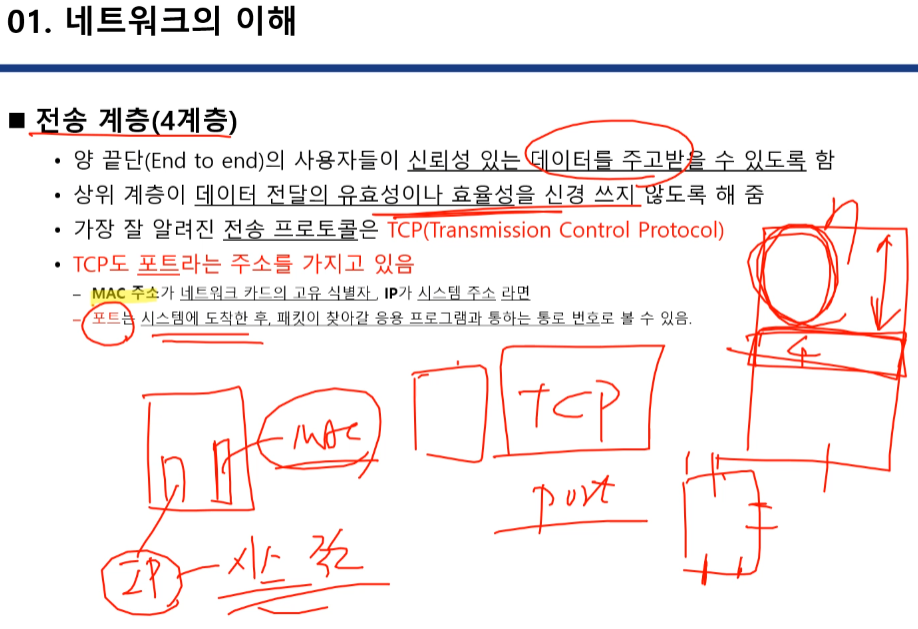 01. 네트워크의 이해
■ 전송 계층(4계층)
• 양 끝단(End to end)의 사용자들이 신뢰성 있는 데이터를 주고받을 수 있도록 함
• 상위 계층이 데이터 전달의 유효성이나 효율성을 신경 쓰지 않도록 해 줌
• 가장 잘 알려진 전송 프로토콜은 TCP(Transmission Control Protocol)
• TCP도 포트라는 주소를 가지고 있음
– MAC 주소가 네트워크 카드의 고유 식별자, IP가 시스템 주소 라면
– 포트는 시스템에 도착한 후, 패킷이 찾아갈 응용 프로그램과 통하는 통로 번호로 볼 수 있음.
4
MAC
TCP
port
IP